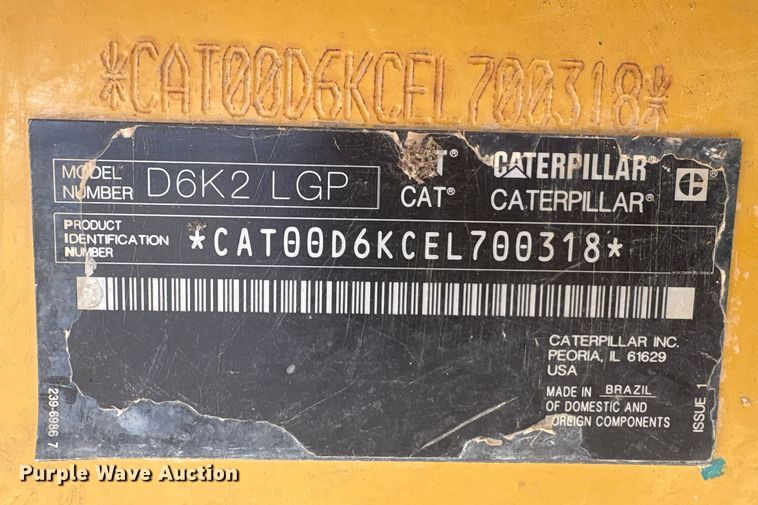 *CAT00D6KCEL700318*
MODEL NUMBER D6K2 LGP
CATERPILLAR
CAT® CATERPILLAR®
PRODUCT IDENTIFICATION NUMBER *CAT00D6KCEL700318*
CATERPILLAR INC.
PEORIA, IL 61629
USA
MADE IN BRAZIL
OF DOMESTIC AND
FOREIGN COMPONENTS
ISSUE 1
239-6986 7
Purple Wave Auction